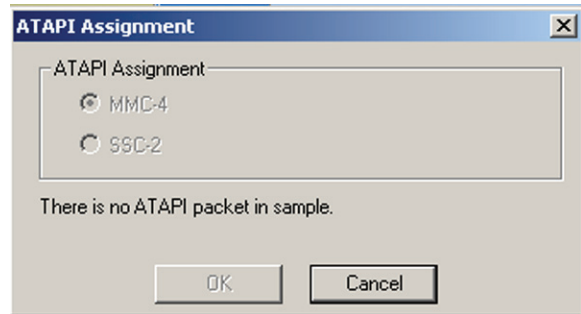 ATAPI Assignment
ATAPI Assignment
MMC-4
SSC-2
There is no ATAPI packet in sample.
OK Cancel